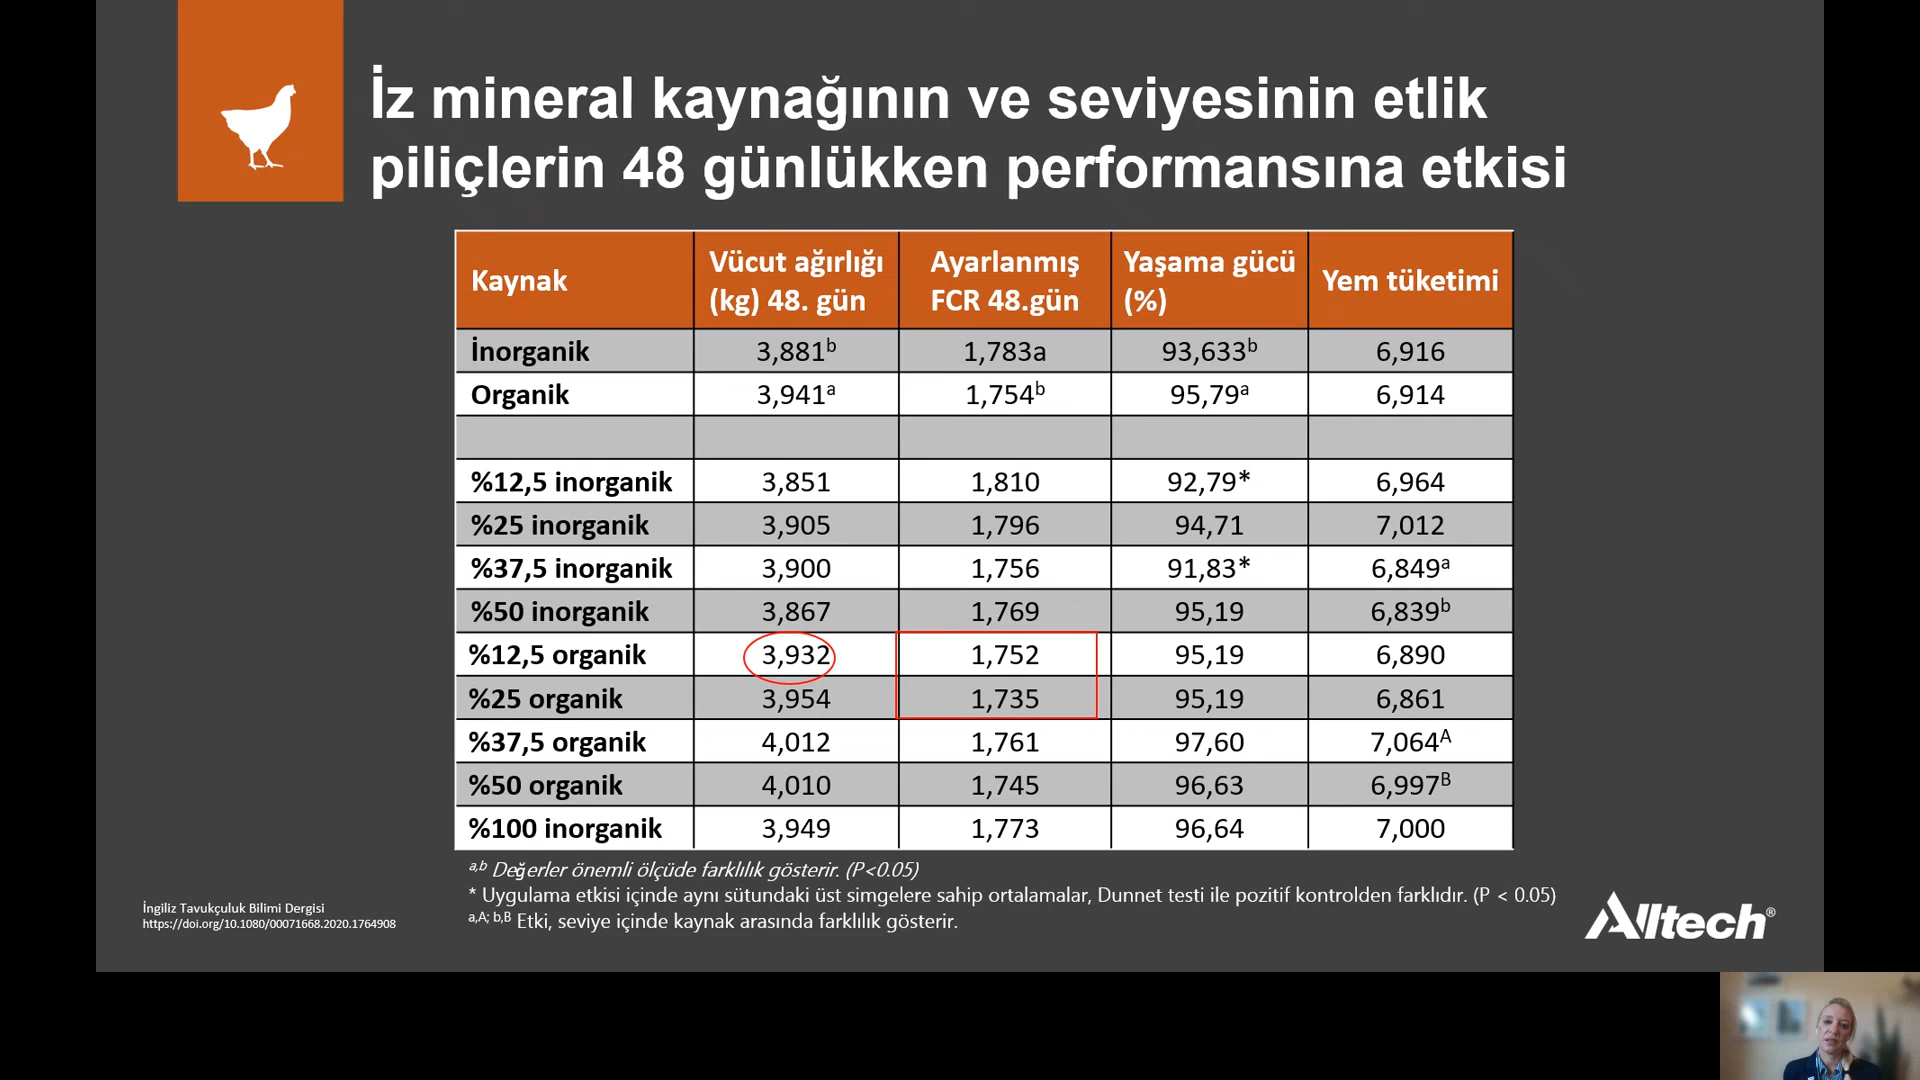 İz mineral kaynağının ve seviyesinin etlik
piliçlerin 48 günlükken performansına etkisi
Kaynak Vücut ağırlığı (kg) 48. gün Ayarlanmış FCR 48.gün Yaşama gücü (%) Yem tüketimi
İnorganik 3,881ᵇ 1,783a 93,633ᵇ 6,916
Organik 3,941ᵃ 1,754ᵇ 95,79ᵃ 6,914
%12,5 inorganik 3,851 1,810 92,79* 6,964
%25 inorganik 3,905 1,796 94,71 7,012
%37,5 inorganik 3,900 1,756 91,83* 6,849ᵃ
%50 inorganik 3,867 1,769 95,19 6,839ᵇ
%12,5 organik 3,932 1,752 95,19 6,890
%25 organik 3,954 1,735 95,19 6,861
%37,5 organik 4,012 1,761 97,60 7,064ᴬ
%50 organik 4,010 1,745 96,63 6,997ᴮ
%100 inorganik 3,949 1,773 96,64 7,000
ᵃ,ᵇ Değerler önemli ölçüde farklılık gösterir. (P<0.05)
* Uygulama etkisi içinde aynı sütundaki üst simgelere sahip ortalamalar, Dunnet testi ile pozitif kontrolden farklıdır. (P < 0.05)
ᵃ,ᴬ; ᵇ,ᴮ Etki, seviye içinde kaynak arasında farklılık gösterir.
İngiliz Tavukçuluk Bilimi Dergisi
https://doi.org/10.1080/00071668.2020.1764908
Alltech®